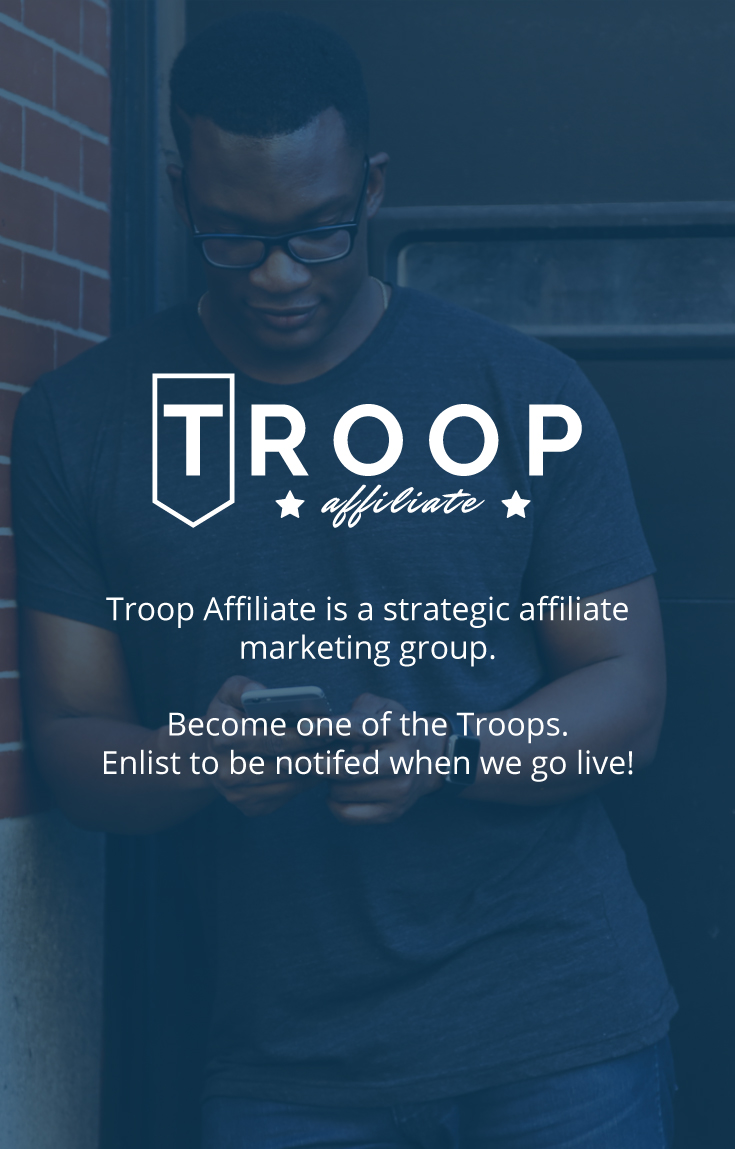 TROOP
affiliate
Troop Affiliate is a strategic affiliate
marketing group.
Become one of the Troops.
Enlist to be notifed when we go live!